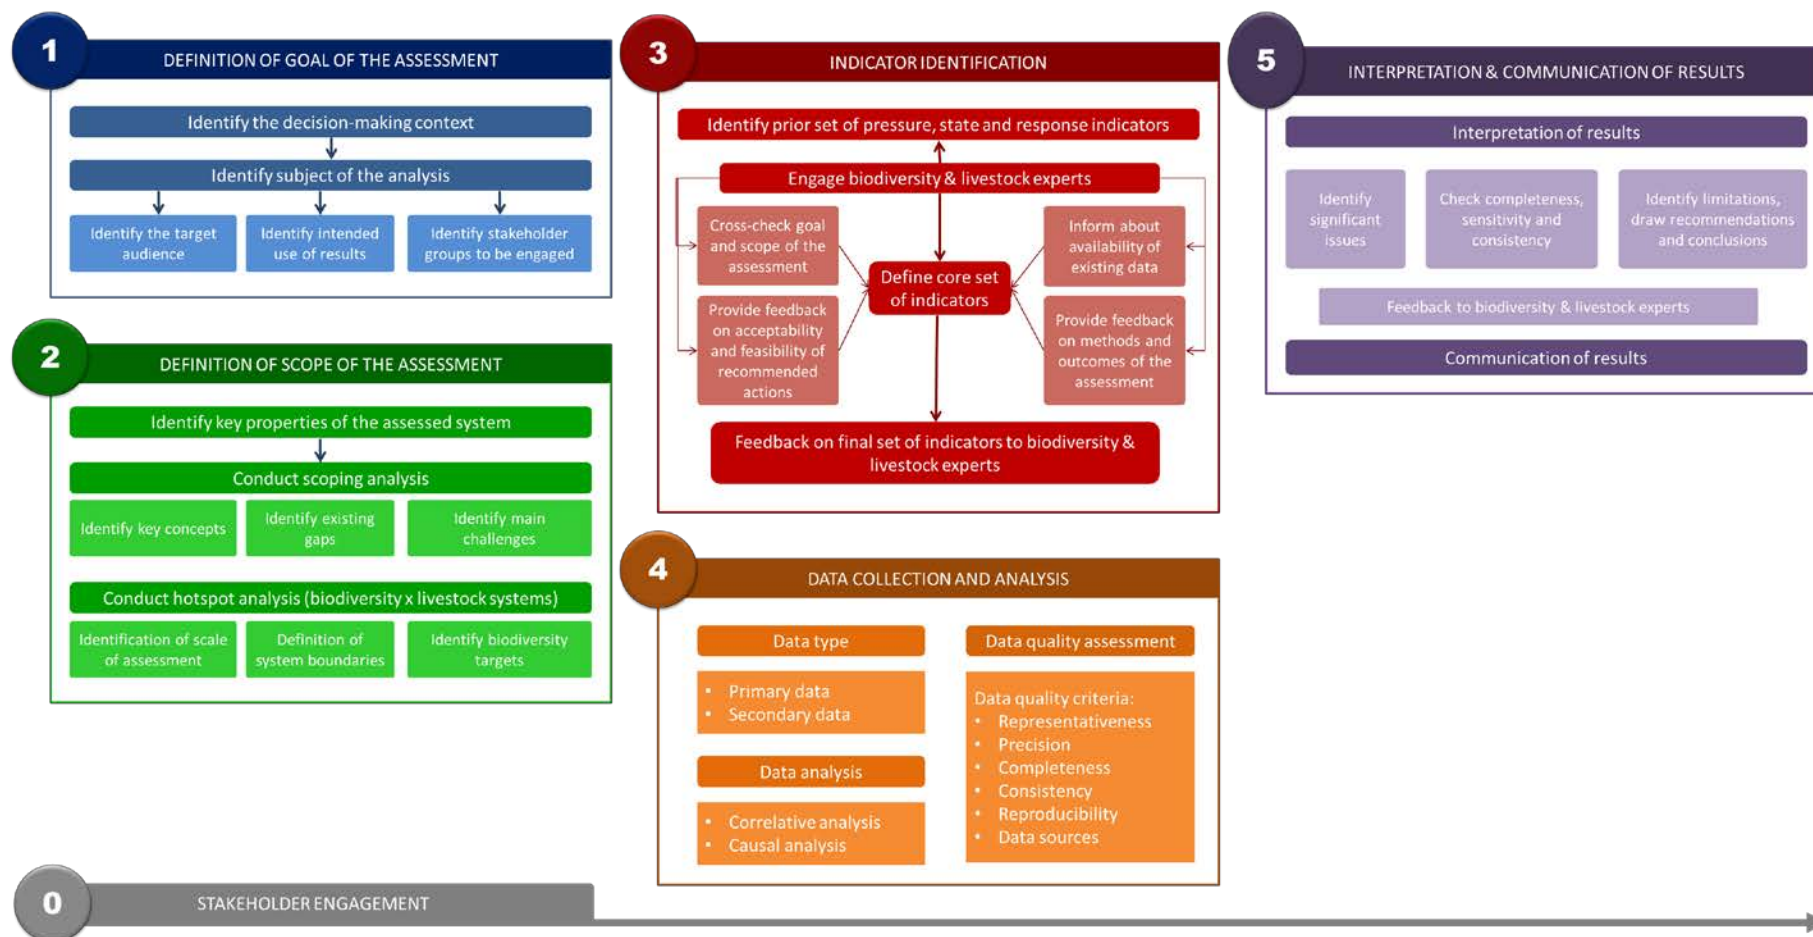 1
DEFINITION OF GOAL OF THE ASSESSMENT
Identify the decision-making context
Identify subject of the analysis
Identify the target
audience
Identify intended
use of results
Identify stakeholder
groups to be engaged
2
DEFINITION OF SCOPE OF THE ASSESSMENT
Identify key properties of the assessed system
Conduct scoping analysis
Identify key concepts
Identify existing
gaps
Identify main
challenges
Conduct hotspot analysis (biodiversity x livestock systems)
Identification of scale
of assessment
Definition of
system boundaries
Identify biodiversity
targets
3
INDICATOR IDENTIFICATION
Identify prior set of pressure, state and response indicators
Engage biodiversity & livestock experts
Cross-check goal
and scope of the
assessment
Inform about
availability of
existing data
Define core set
of indicators
Provide feedback
on acceptability
and feasibility of
recommended
actions
Provide feedback
on methods and
outcomes of the
assessment
Feedback on final set of indicators to biodiversity &
livestock experts
4
DATA COLLECTION AND ANALYSIS
Data type
• Primary data
• Secondary data
Data analysis
• Correlative analysis
• Causal analysis
Data quality assessment
Data quality criteria:
• Representativeness
• Precision
• Completeness
• Consistency
• Reproducibility
• Data sources
5
INTERPRETATION & COMMUNICATION OF RESULTS
Interpretation of results
Identify
significant
issues
Check completeness,
sensitivity and
consistency
Identify limitations,
draw recommendations
and conclusions
Feedback to biodiversity & livestock experts
Communication of results
0
STAKEHOLDER ENGAGEMENT